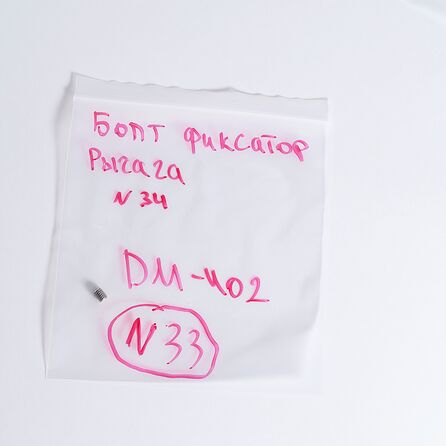 Болт фиксатор
Рычага
N 34
DM-402
N33